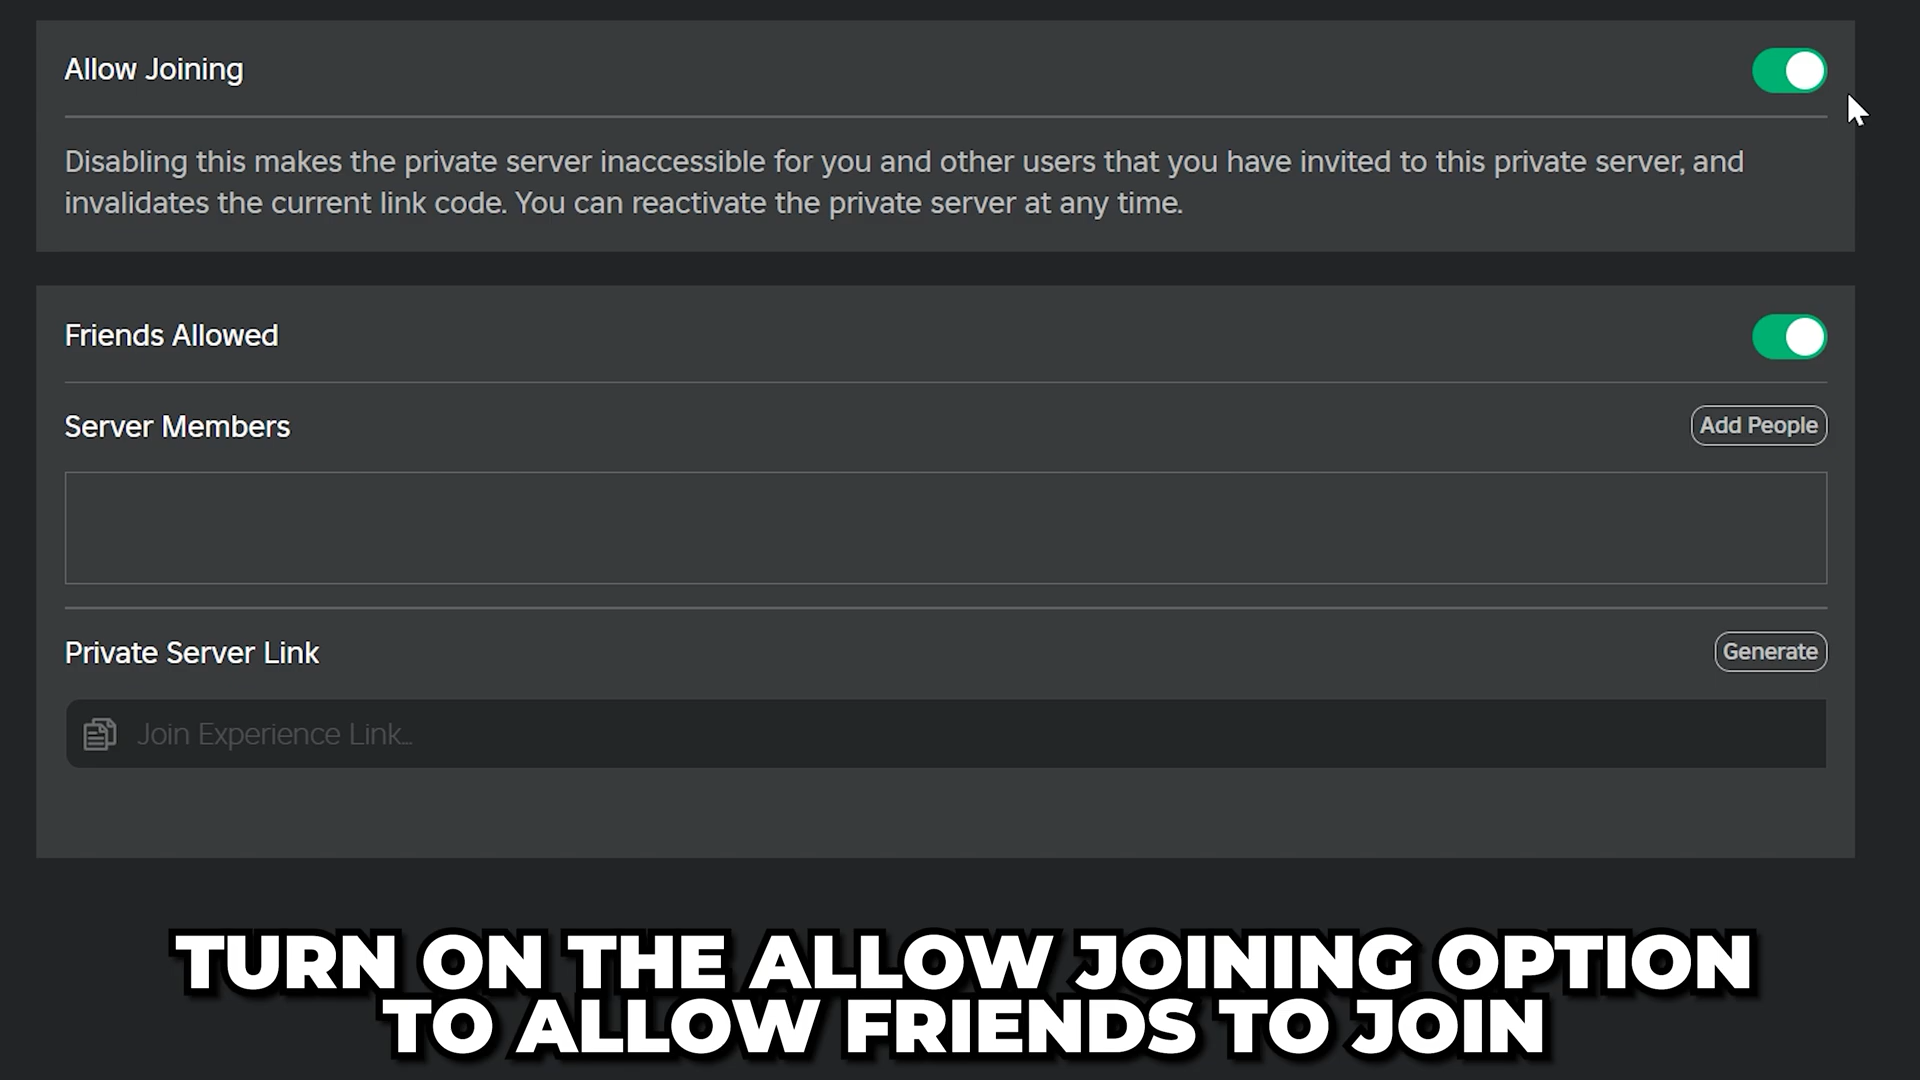 Allow Joining
Disabling this makes the private server inaccessible for you and other users that you have invited to this private server, and
invalidates the current link code. You can reactivate the private server at any time.
Friends Allowed
Server Members
Add People
Private Server Link
Generate
Join Experience Link...
TURN ON THE ALLOW JOINING OPTION
TO ALLOW FRIENDS TO JOIN